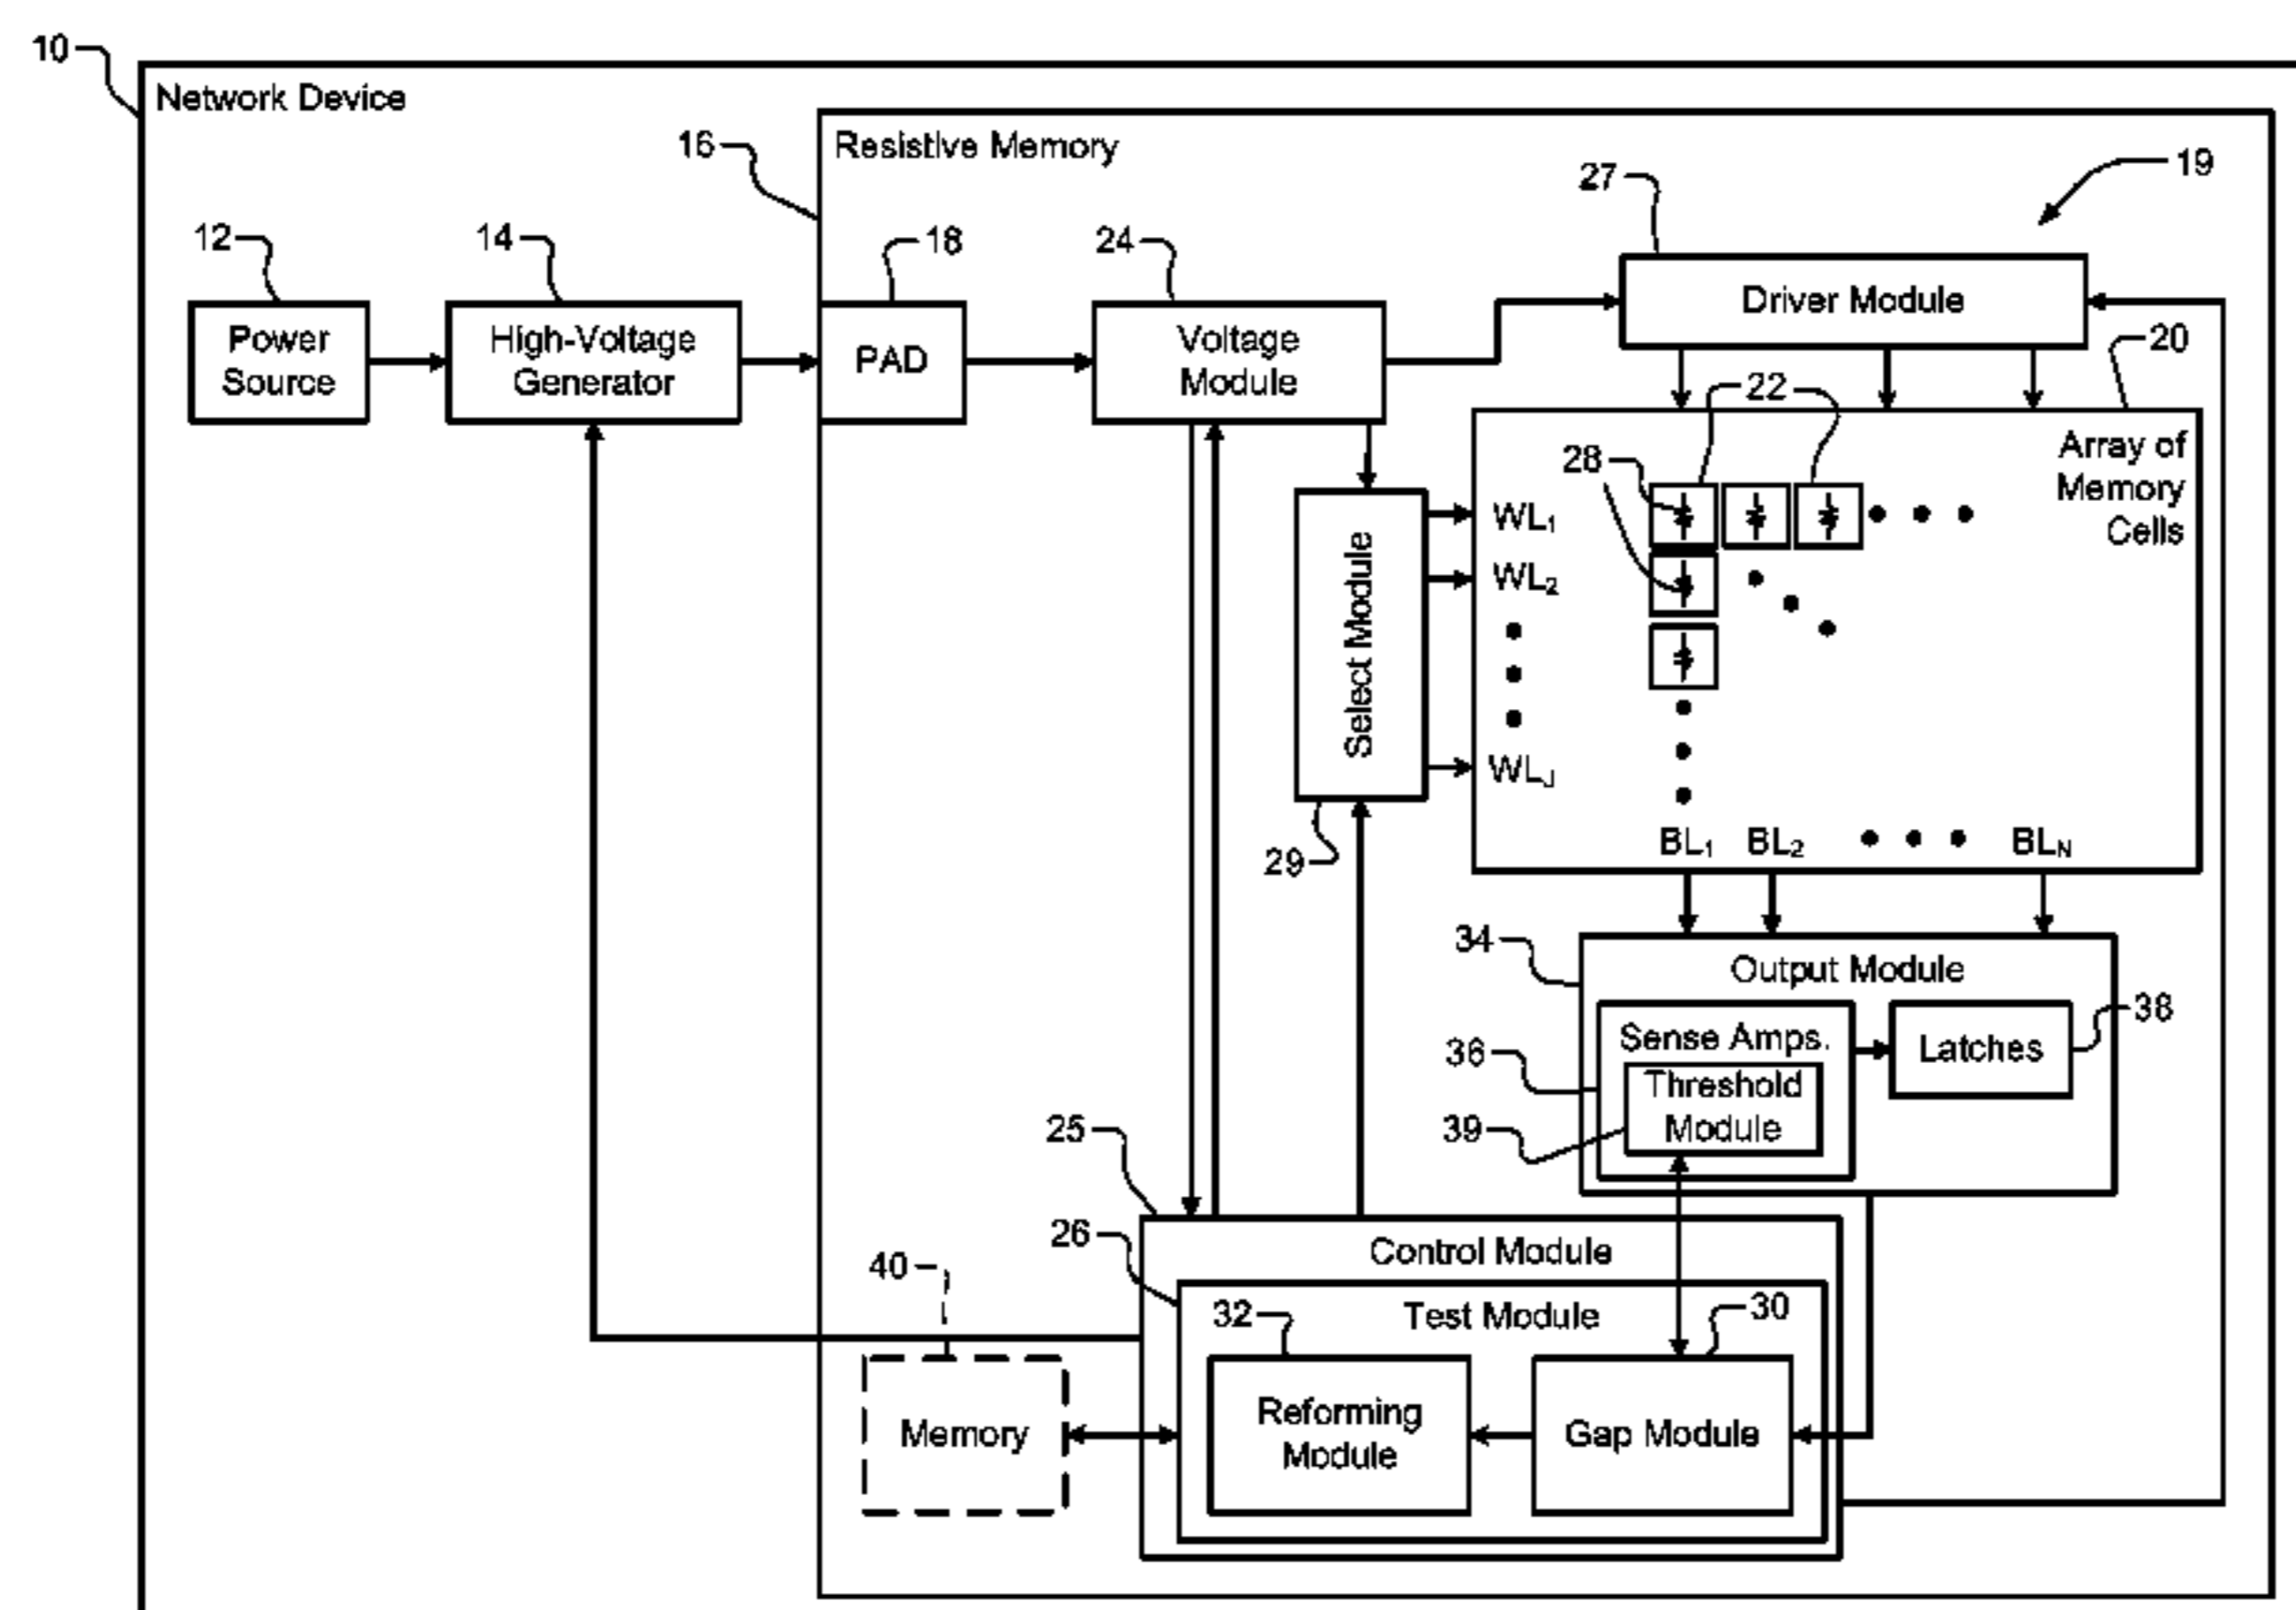 10
Network Device
16
Resistive Memory
27
19
12
14
18
24
Driver Module
Power
Source
High-Voltage
Generator
PAD
Voltage
Module
20
22
Array of
Memory
Cells
28
Select Module
WL₁
WL₂
WLJ
29
BL₁
BL₂
BLN
34
Output Module
38
36
Sense Amps.
Latches
Threshold
Module
39
25
26
Control Module
40
32
Test Module
30
Memory
Reforming
Module
Gap Module